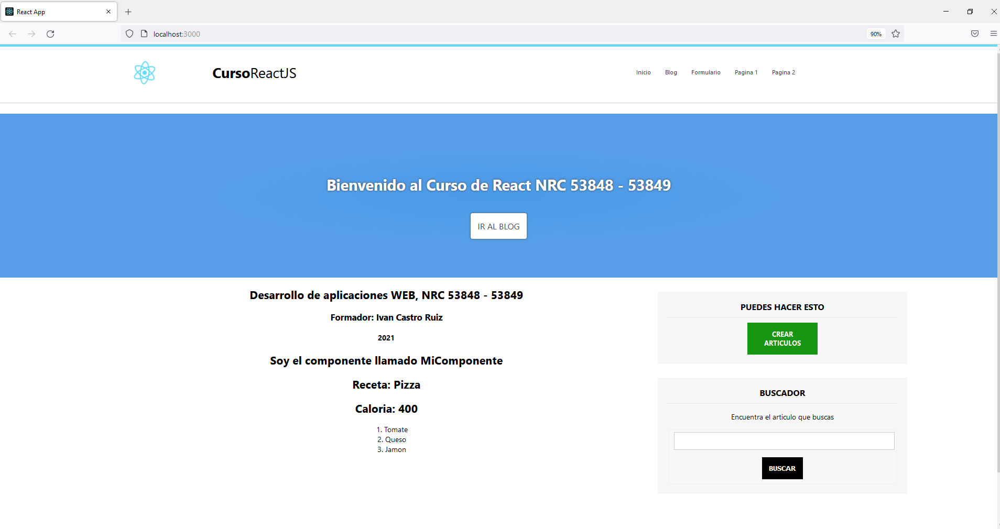 React App
localhost:3000
90%
CursoReactJS
Inicio Blog Formulario Pagina 1 Pagina 2
Bienvenido al Curso de React NRC 53848 - 53849
IR AL BLOG
Desarrollo de aplicaciones WEB, NRC 53848 - 53849
Formador: Ivan Castro Ruiz
2021
Soy el componente llamado MiComponente
Receta: Pizza
Caloria: 400
1. Tomate
2. Queso
3. Jamon
PUEDES HACER ESTO
CREAR
ARTICULOS
BUSCADOR
Encuentra el articulo que buscas
BUSCAR